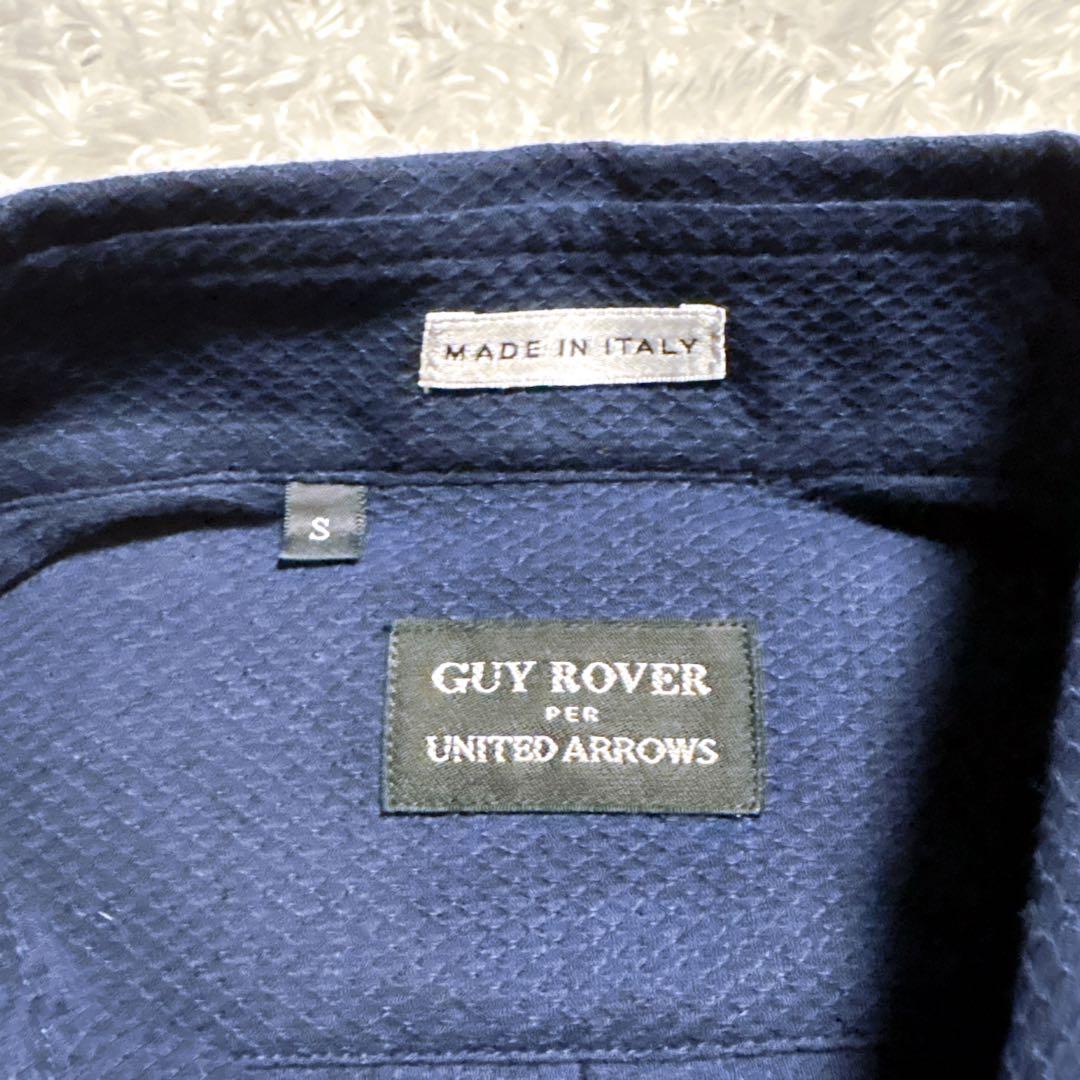 MADE IN ITALY
S
GUY ROVER
PER
UNITED ARROWS